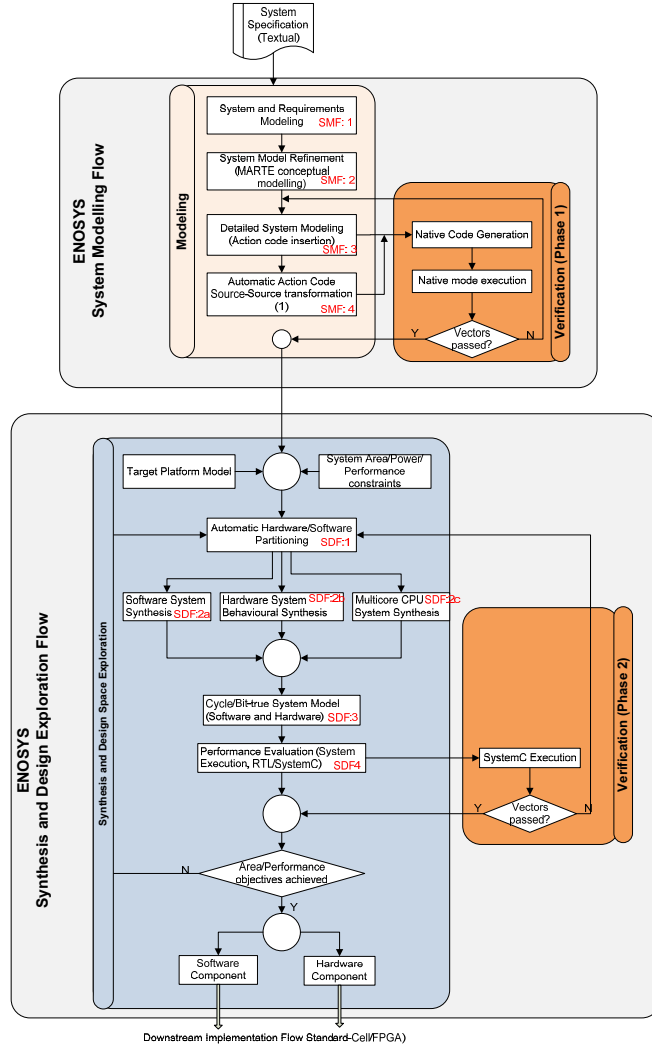 System
Specification
(Textual)
ENOSYS
System Modelling Flow
Modeling
System and Requirements
Modeling
SMF: 1
System Model Refinement
(MARTE conceptual
modelling)
SMF: 2
Detailed System Modeling
(Action code insertion)
SMF: 3
Automatic Action Code
Source-Source transformation
(1)
SMF: 4
Native Code Generation
Native mode execution
Vectors
passed?
Y
N
Verification (Phase 1)
ENOSYS
Synthesis and Design Exploration Flow
Synthesis and Design Space Exploration
Target Platform Model
System Area/Power/
Performance
constraints
Automatic Hardware/Software
Partitioning
SDF:1
Software System
Synthesis
SDF:2a
Hardware System
Behavioural Synthesis
SDF:2b
Multicore CPU
System Synthesis
SDF:2c
Cycle/Bit-true System Model
(Software and Hardware)
SDF:3
Performance Evaluation (System
Execution, RTL/SystemC)
SDF4
SystemC Execution
Vectors
passed?
Y
N
Verification (Phase 2)
Area/Performance
objectives achieved
N
Y
Software
Component
Hardware
Component
Downstream Implementation Flow Standard-Cell/FPGA)